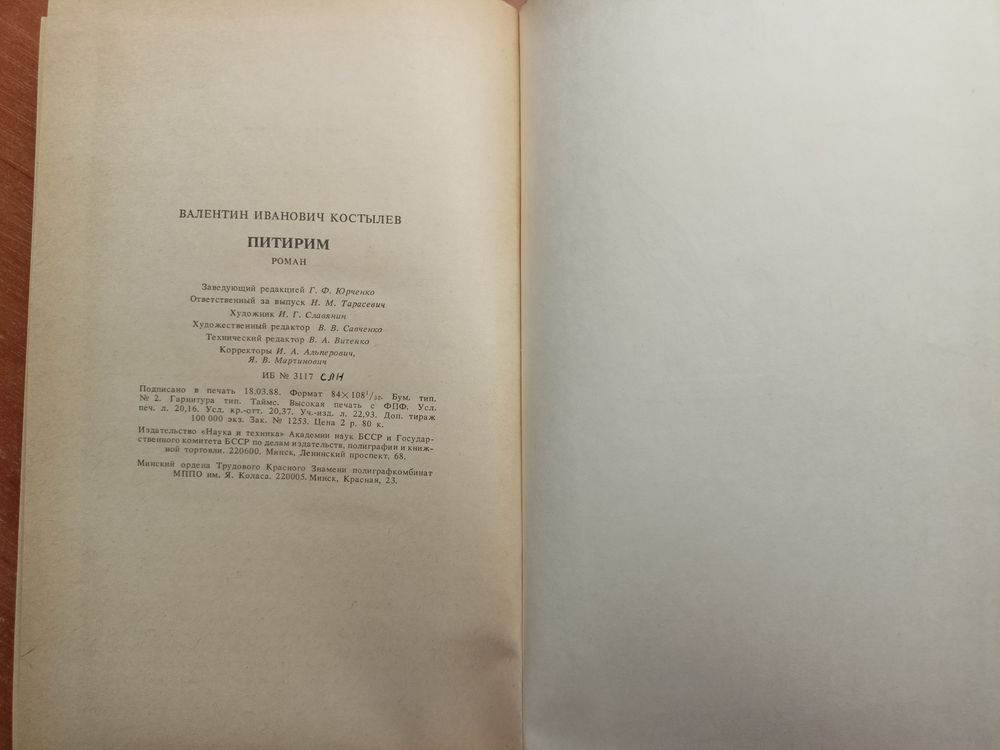 ВАЛЕНТИН ИВАНОВИЧ КОСТЫЛЕВ
ПИТИРИМ
РОМАН
Заведующий редакцией Г. Ф. Юрченко
Ответственный за выпуск Н. М. Тарасевич
Художник И. Г. Славянин
Художественный редактор В. В. Савченко
Технический редактор В. А. Витенко
Корректоры И. А. Альперович,
Я. В. Мартинович
ИБ № 3117 СЛН
Подписано в печать 18.03.88. Формат 84×108¹/₃₂. Бум. тип.
№ 2. Гарнитура тип. Таймс. Высокая печать с ФПФ. Усл.
печ. л. 20,16. Усл. кр.-отт. 20,37. Уч.-изд. л. 22,93. Доп. тираж
100 000 экз. Зак. № 1253. Цена 2 р. 80 к.
Издательство «Наука и техника» Академии наук БССР и Государ-
ственного комитета БССР по делам издательств, полиграфии и книж-
ной торговли. 220600. Минск, Ленинский проспект, 68.
Минский ордена Трудового Красного Знамени полиграфкомбинат
МППО им. Я. Коласа. 220005. Минск, Красная, 23.